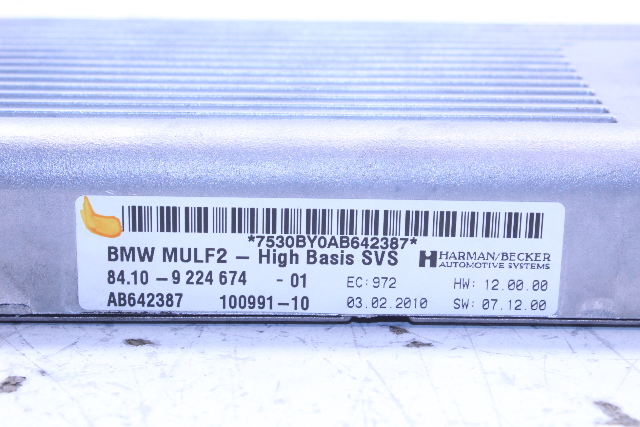 *7530BY0AB642387*
BMW MULF2 – High Basis SVS
HARMAN/BECKER
AUTOMOTIVE SYSTEMS
84.10 – 9 224 674 - 01 EC: 972 HW: 12.00.00
AB642387 100991-10 03.02.2010 SW: 07.12.00